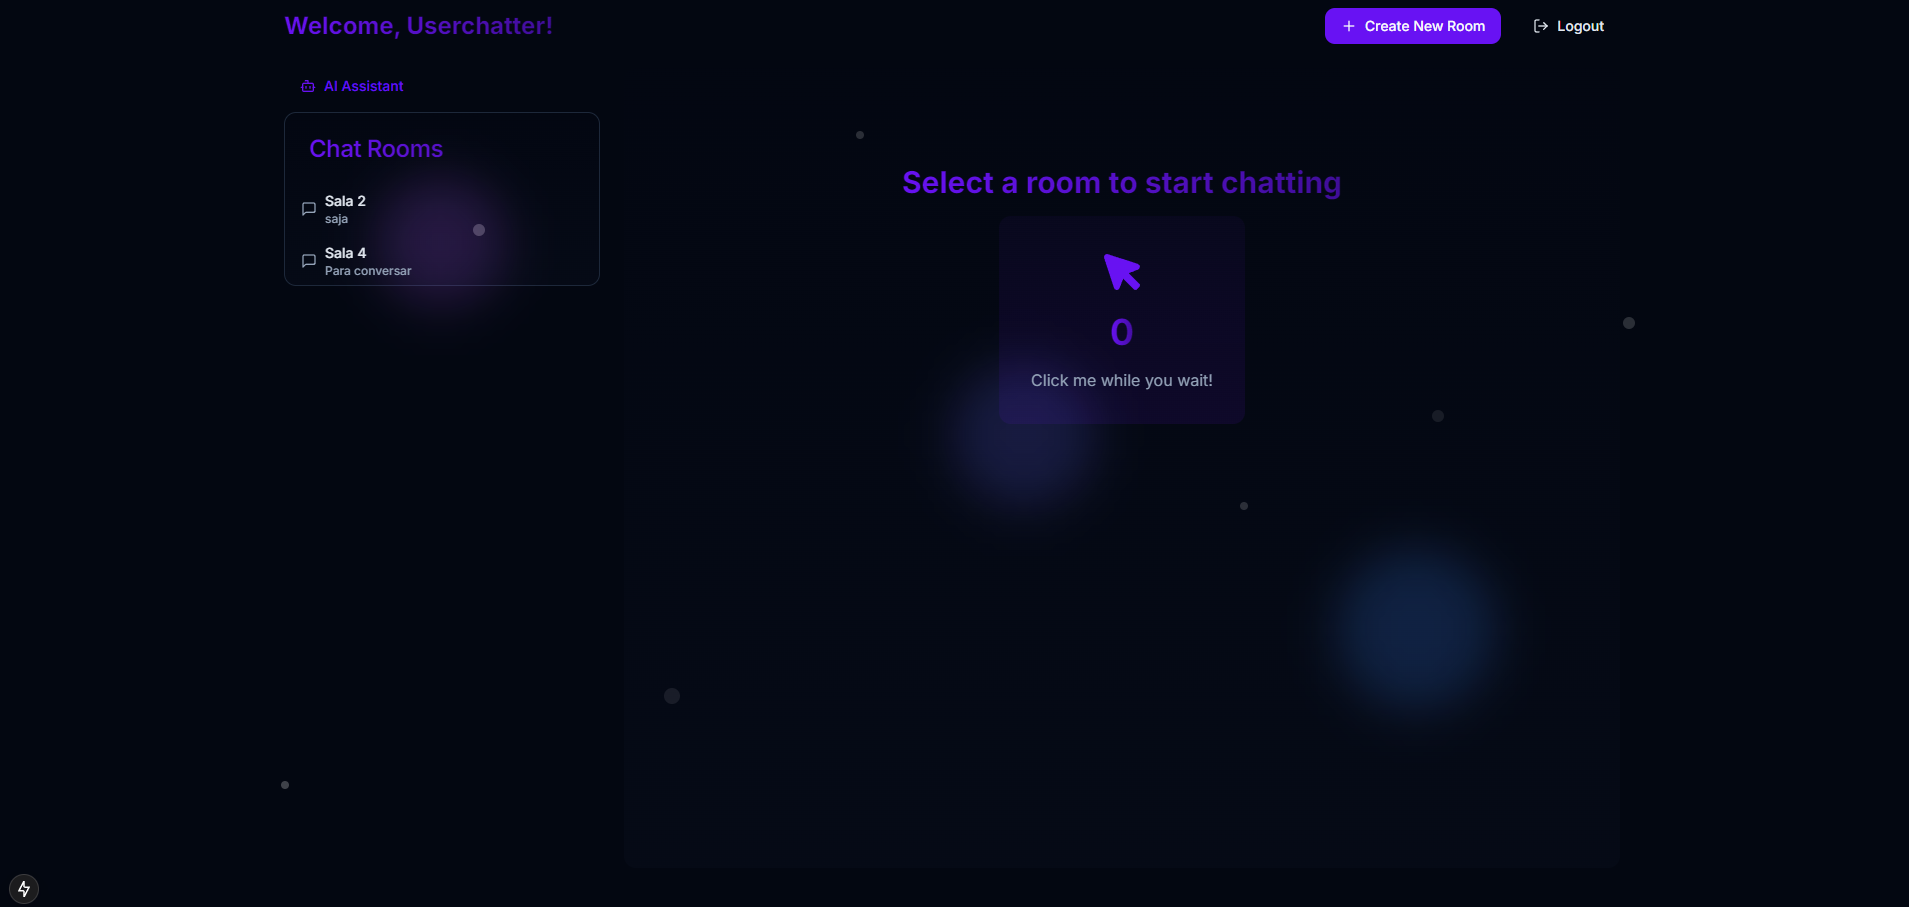 Welcome, Userchatter!
Create New Room
Logout
AI Assistant
Chat Rooms
Sala 2
saja
Sala 4
Para conversar
Select a room to start chatting
0
Click me while you wait!